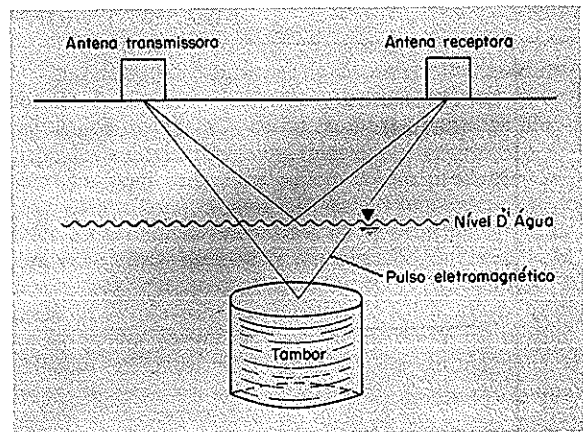 Antena transmissora
Antena receptora
Nível D'Água
Pulso eletromagnético
Tambor